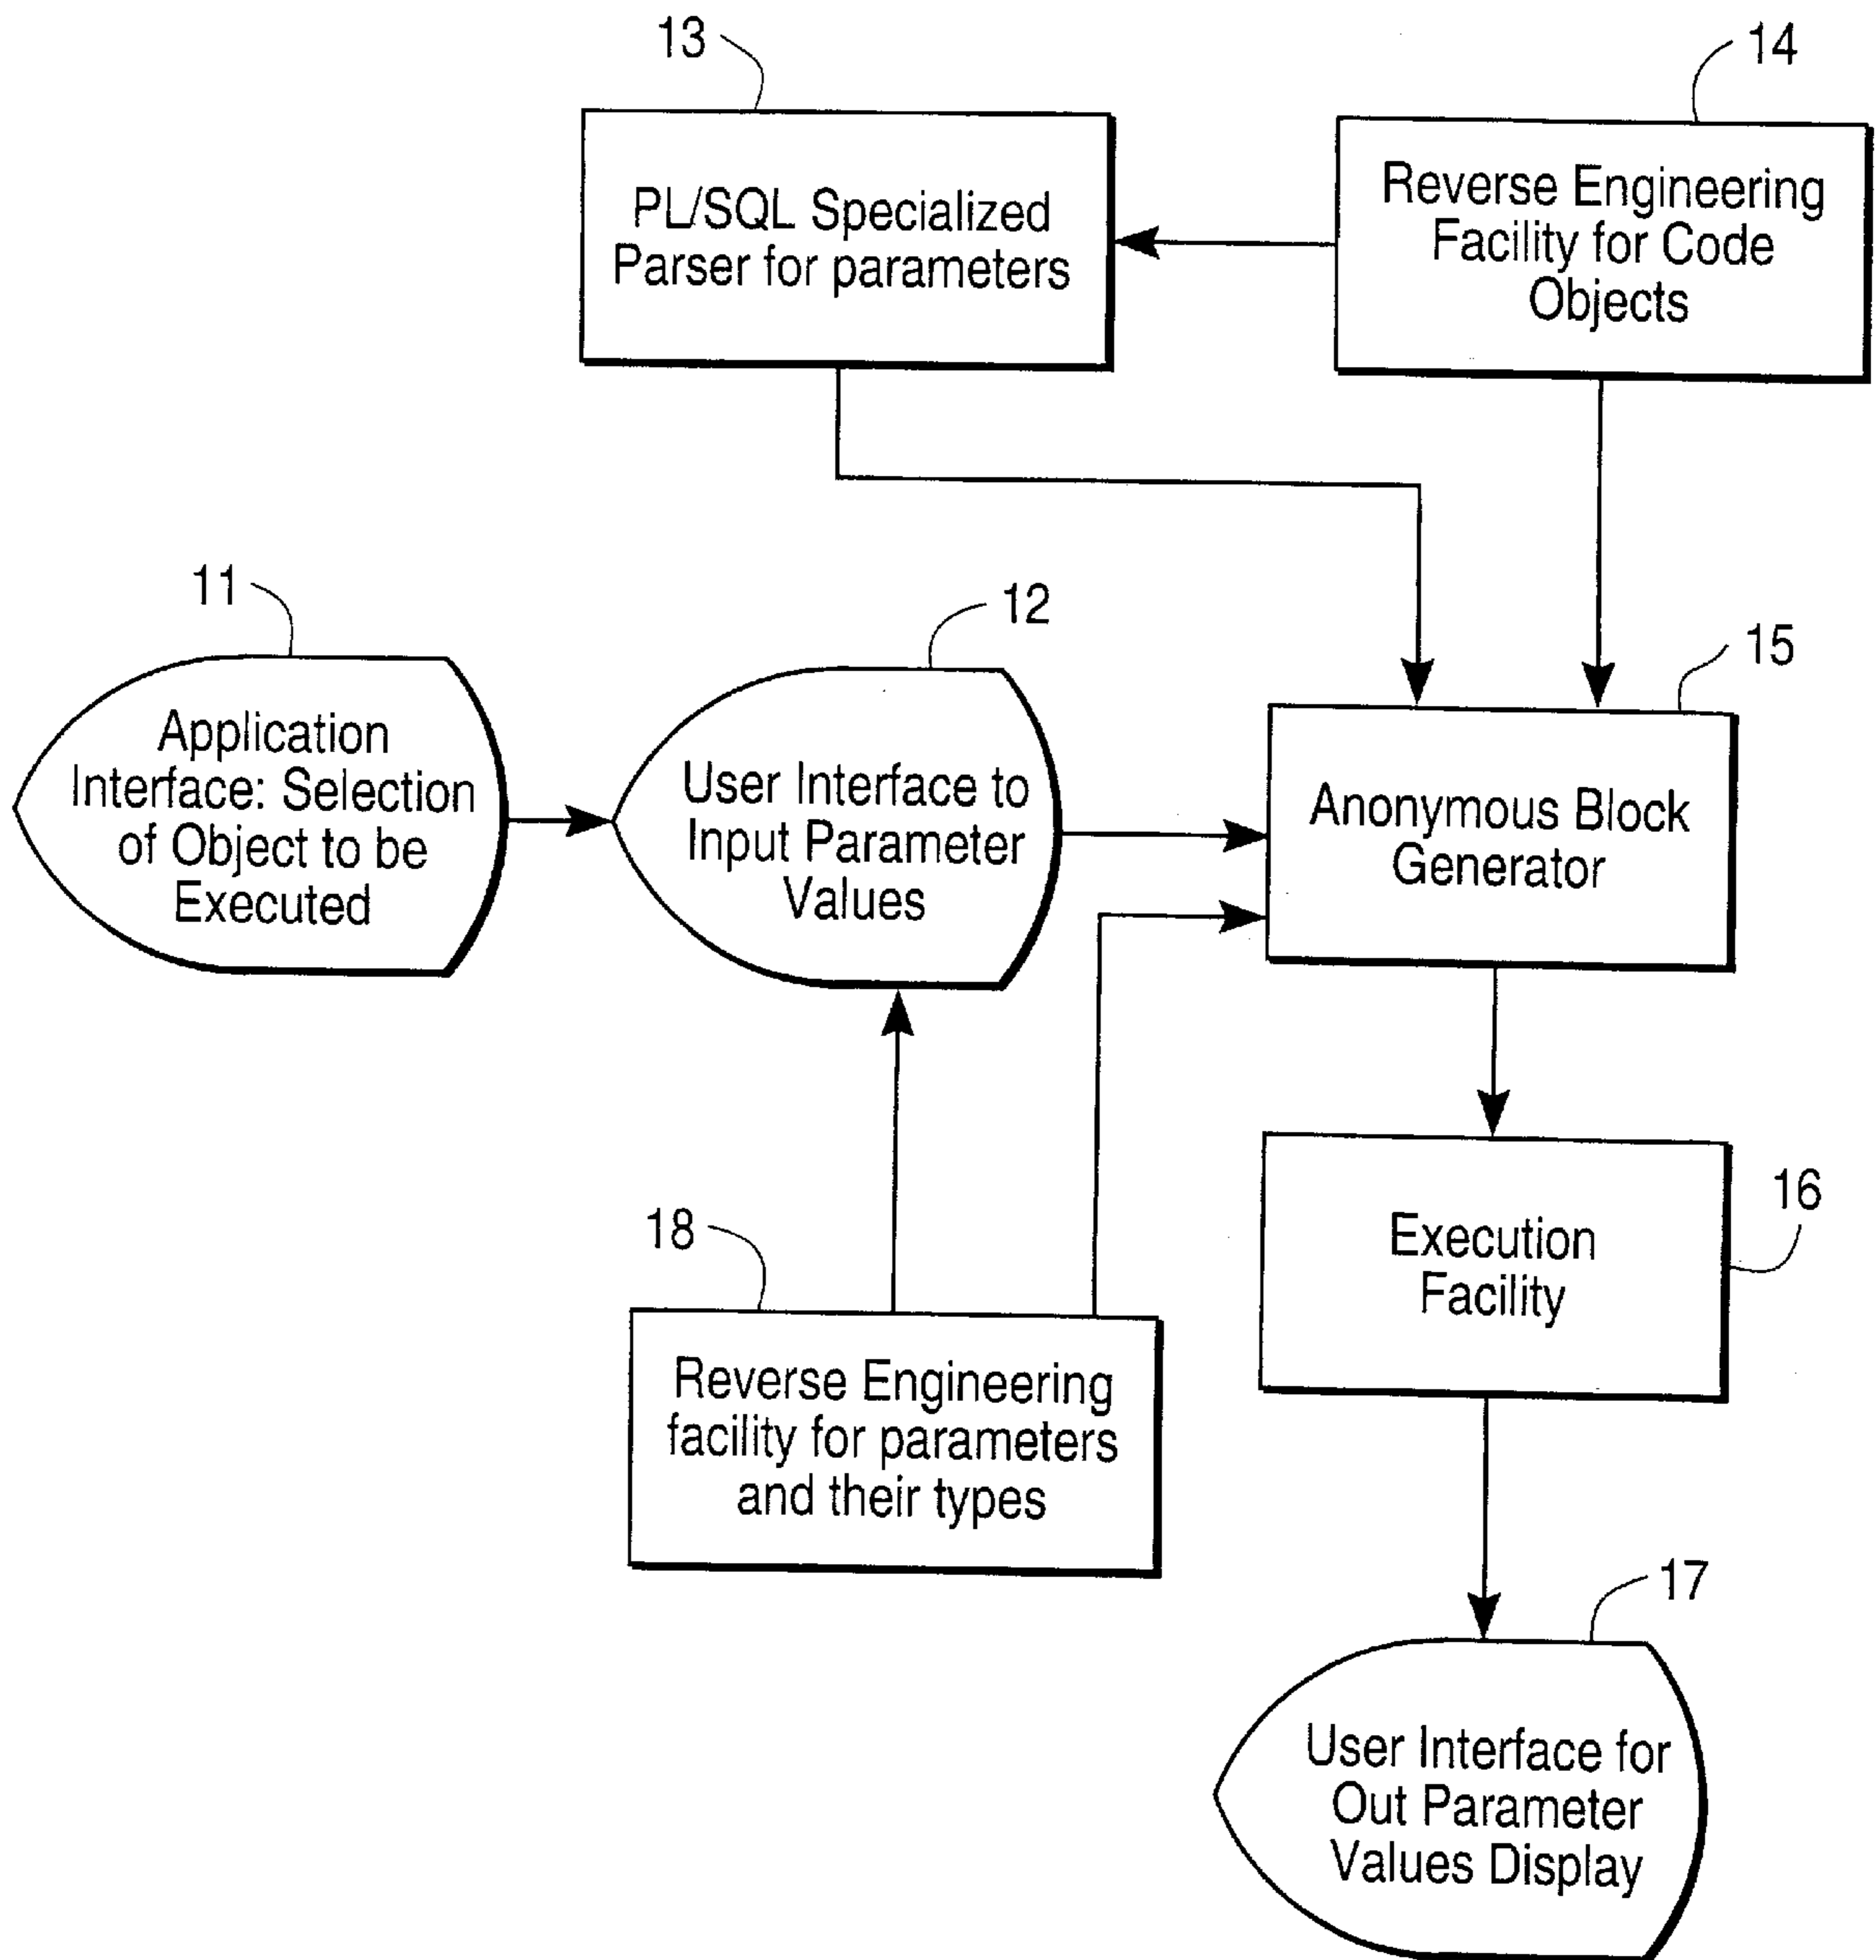 13
14
PL/SQL Specialized
Parser for parameters
Reverse Engineering
Facility for Code
Objects
11
12
15
Application
Interface: Selection
of Object to be
Executed
User Interface to
Input Parameter
Values
Anonymous Block
Generator
16
18
Execution
Facility
Reverse Engineering
facility for parameters
and their types
17
User Interface for
Out Parameter
Values Display